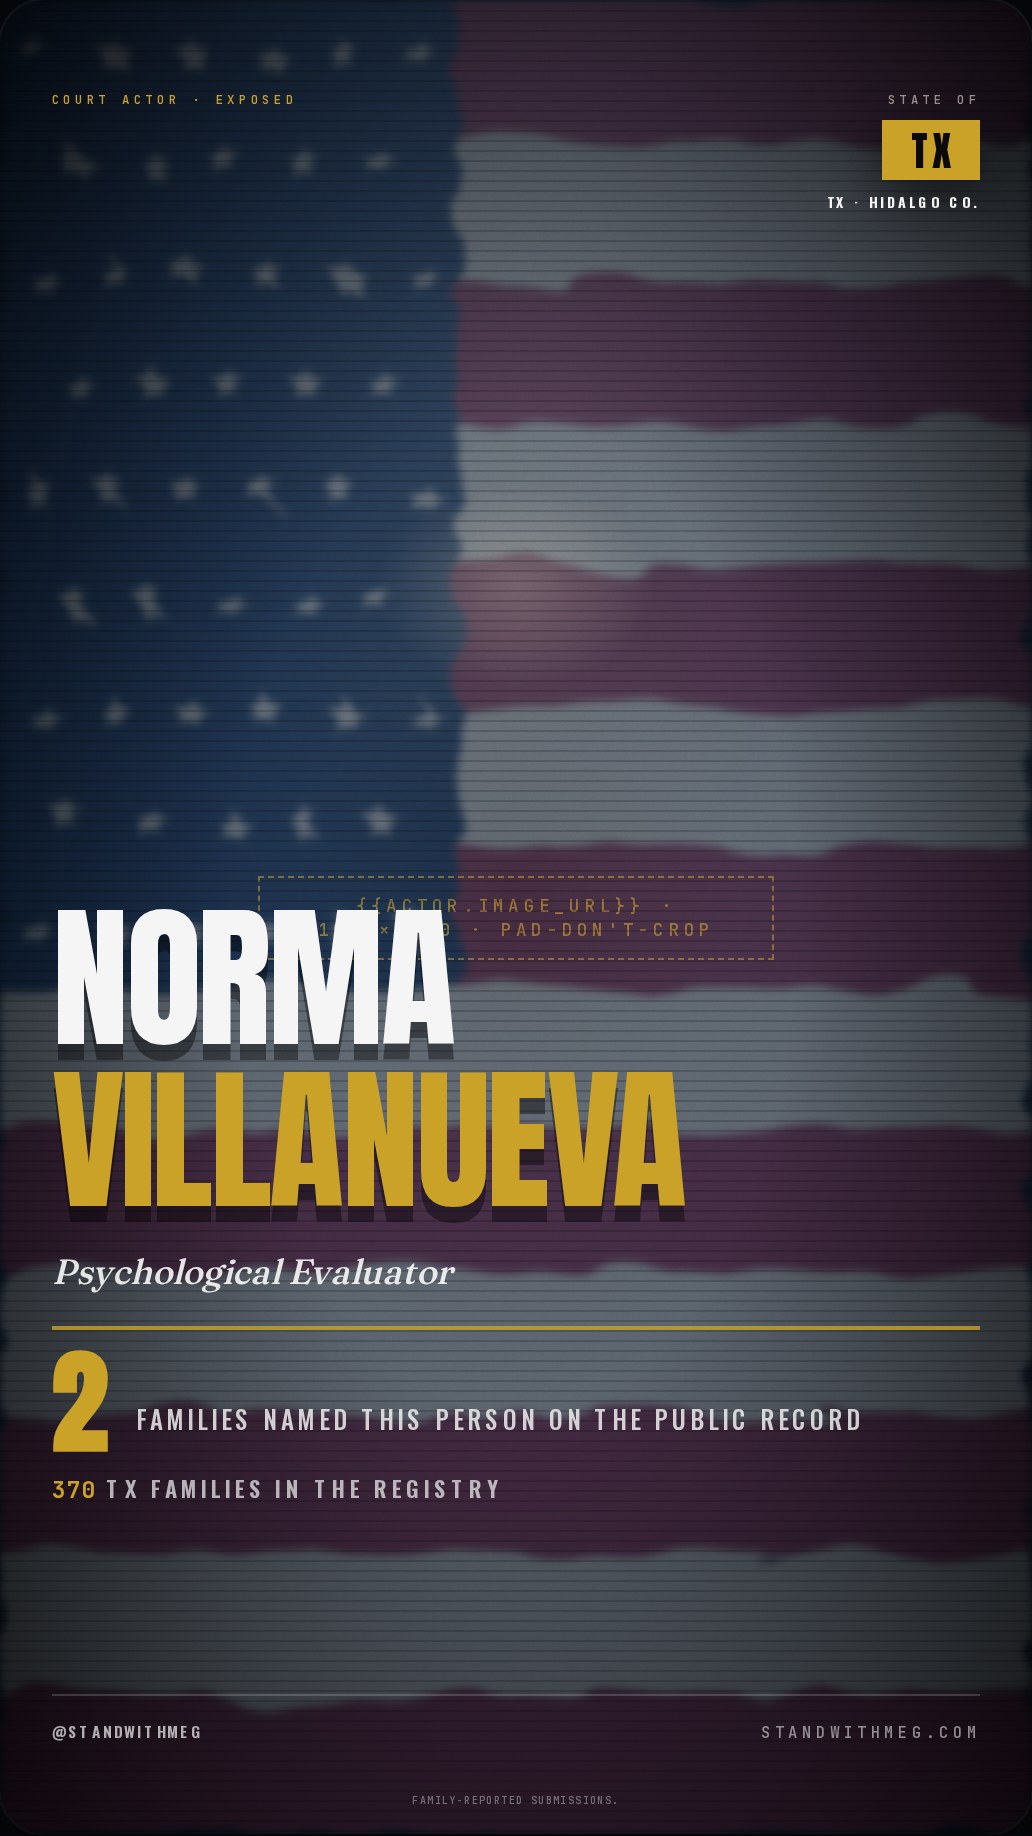 COURT ACTOR · EXPOSED
STATE OF
TX
TX · HIDALGO CO.
{{ACTOR.IMAGE_URL}} ·
· PAD-DON'T-CROP
NORMA
VILLANUEVA
Psychological Evaluator
2 FAMILIES NAMED THIS PERSON ON THE PUBLIC RECORD
370 TX FAMILIES IN THE REGISTRY
@STANDWITHMEG
STANDWITHMEG.COM
FAMILY-REPORTED SUBMISSIONS.